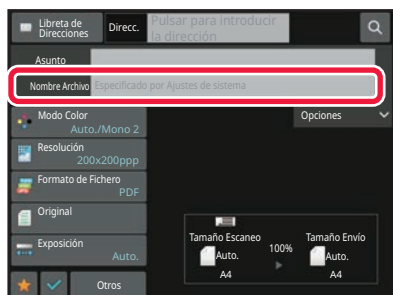 Libreta de
Direcciones
Direcc.
Pulsar para introducir
la dirección
Asunto
Nombre Archivo
Especificado por Ajustes de sistema
Modo Color
Auto./Mono 2
Opciones
Resolución
200x200ppp
Formato de Fichero
PDF
Original
Exposición
Auto.
Tamaño Escaneo
100%
Tamaño Envío
Auto.
Auto.
A4
A4
Otros